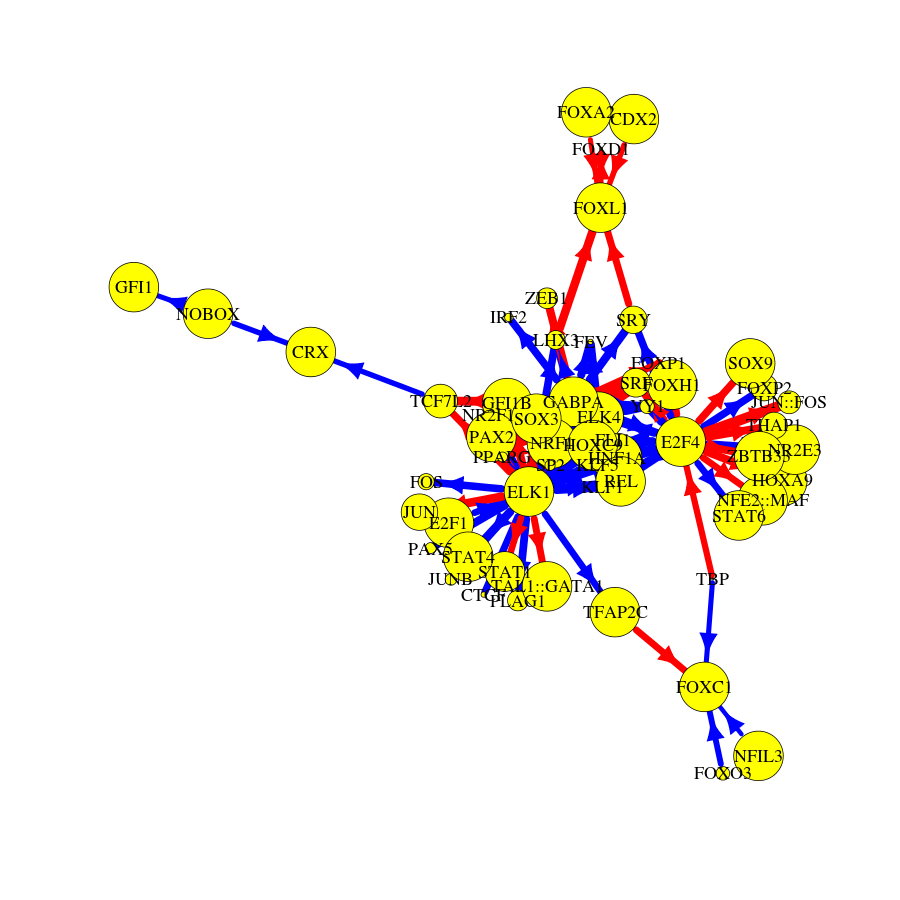 FOXA2
CDX2
FOXD1
FOXL1
GFI1
NOBOX
CRX
ZEB1
IRF2
SRY
LHX3
FEV
FOXP1
SRF
FOXH1
SOX9
FOXP2
JUN::FOS
TCF7L2
GFI1B
GABPA
YY1
NR2F1
SOX3
ELK4
THAP1
PAX2
NRF1
HOXC9
FLI1
E2F4
NR2E3
PPARG
SP2
KLF5
HNF1A
ZBTB33
FOS
ELK1
KLF1
REL
HOXA9
NFE2::MAF
JUN
E2F1
STAT6
PAX5
STAT4
JUNB
STAT1
TAL1::GATA1
TBP
CTCF
PLAG1
TFAP2C
FOXC1
NFIL3
FOXO3